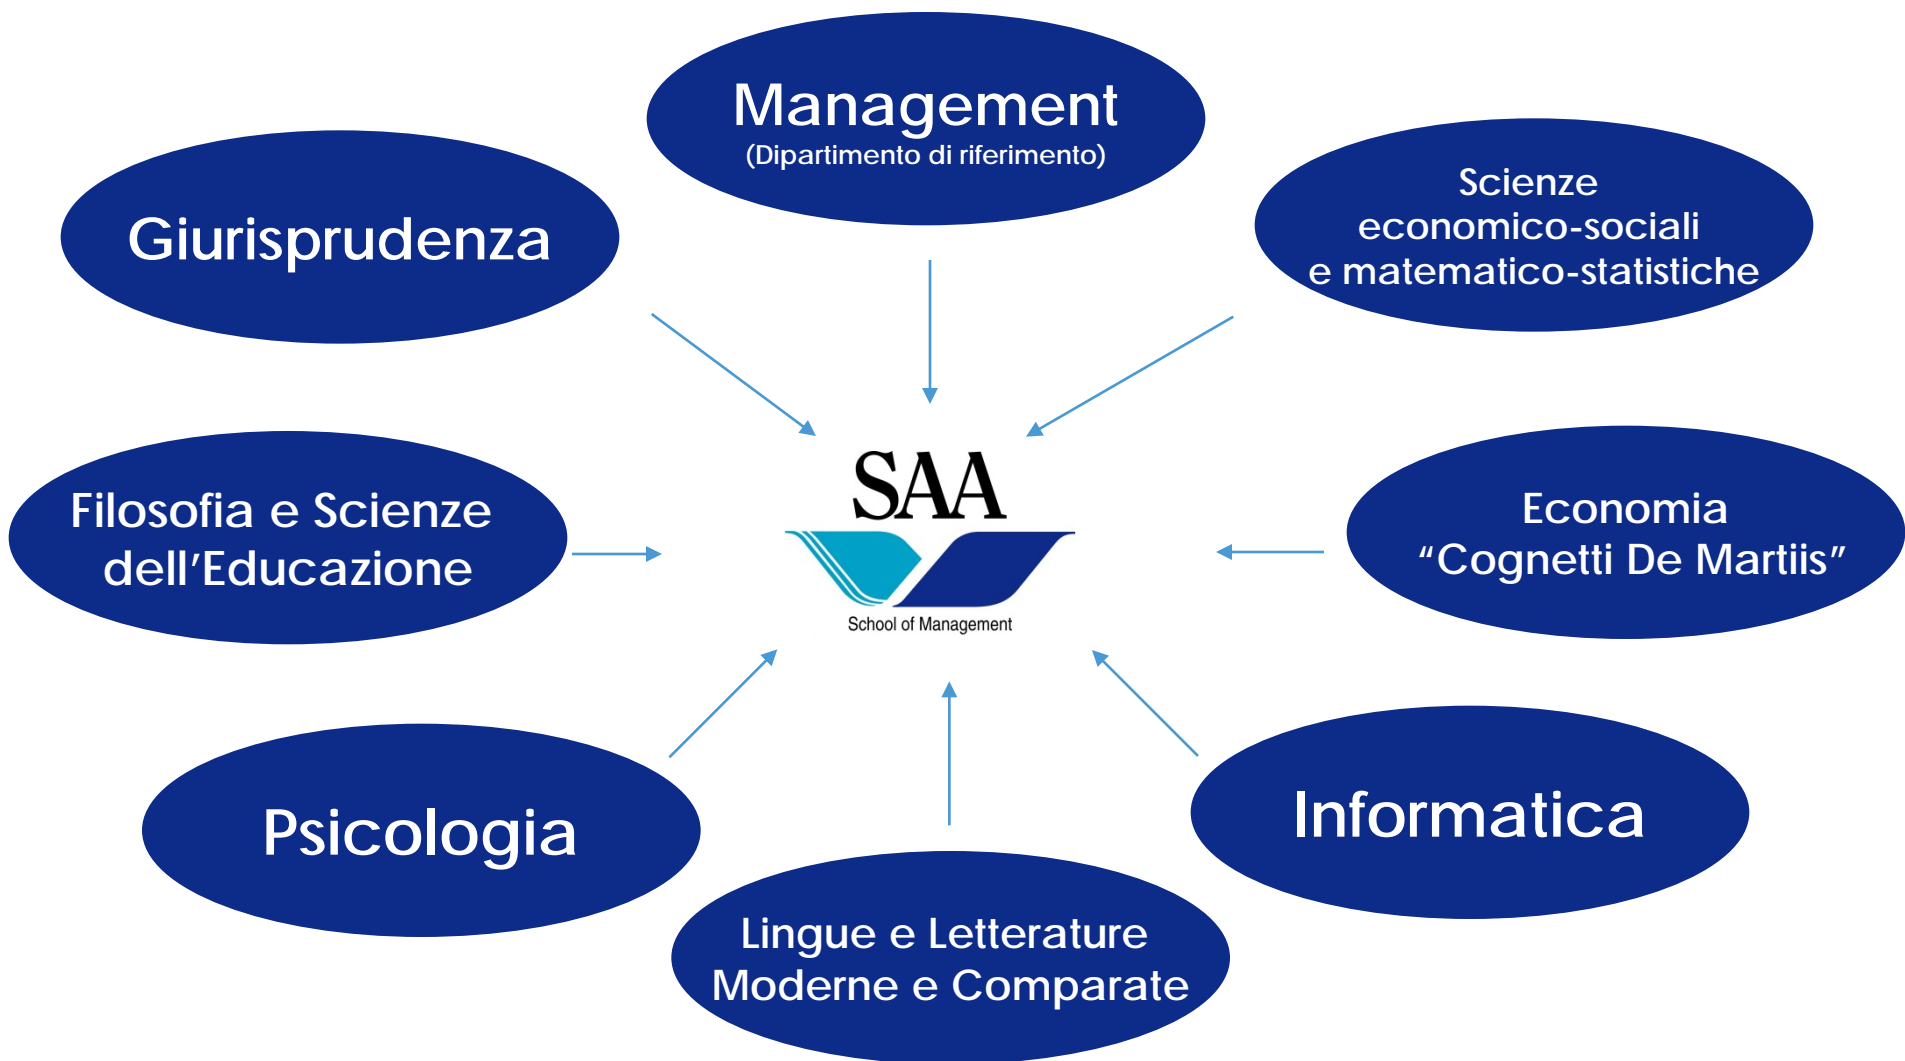 Management
(Dipartimento di riferimento)
Giurisprudenza
Scienze
economico-sociali
e matematico-statistiche
Filosofia e Scienze
dell’Educazione
SAA
School of Management
Economia
“Cognetti De Martiis”
Psicologia
Informatica
Lingue e Letterature
Moderne e Comparate